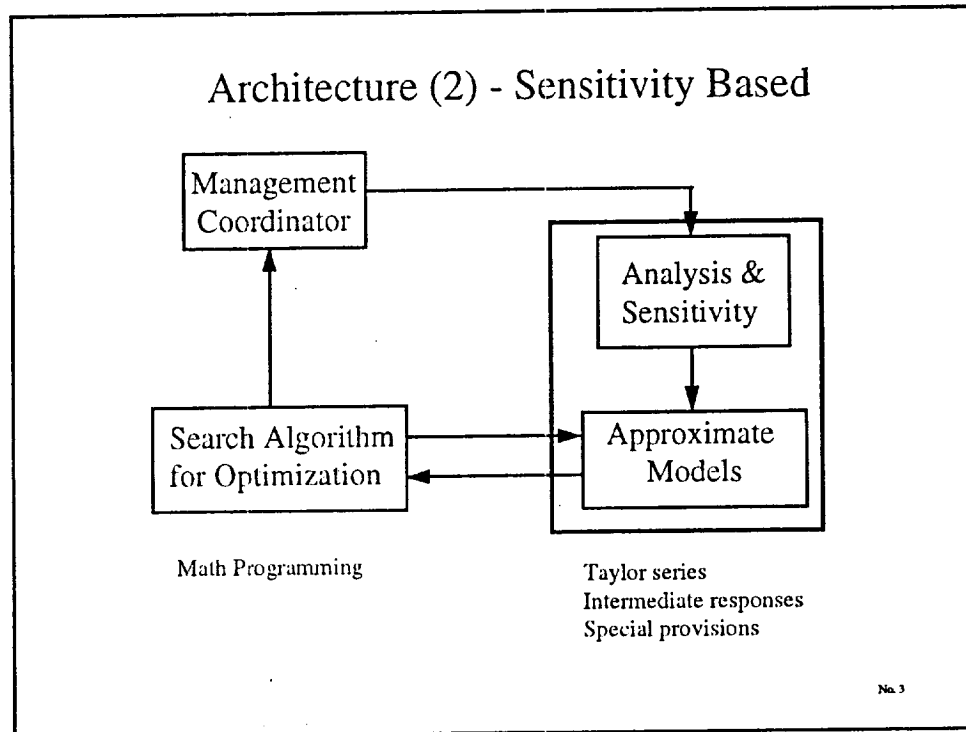 Architecture (2) - Sensitivity Based
Management
Coordinator
Analysis &
Sensitivity
Search Algorithm
for Optimization
Approximate
Models
Math Programming
Taylor series
Intermediate responses
Special provisions
No. 3